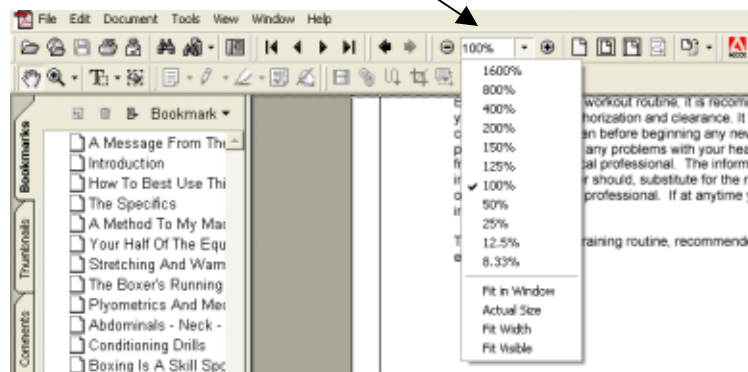 File Edit Document Tools View Window Help
100%
Bookmark
Bookmarks
Thumbnails
Comments
A Message From The
Introduction
How To Best Use Thi
The Specifics
A Method To My Mad
Your Half Of The Equ
Stretching And Warm
The Boxer's Running
Plyometrics And Med
Abdominals - Neck -
Conditioning Drills
Boxing Is A Skill Spo
1600%
800%
400%
200%
150%
125%
100%
50%
25%
12.5%
8.33%
Fit in Window
Actual Size
Fit Width
Fit Visible
workout routine, it is recom
horization and clearance. It
an before beginning any new
any problems with your hea
al professional. The inform
r should, substitute for the
professional. If at anytime
raining routine, recommend